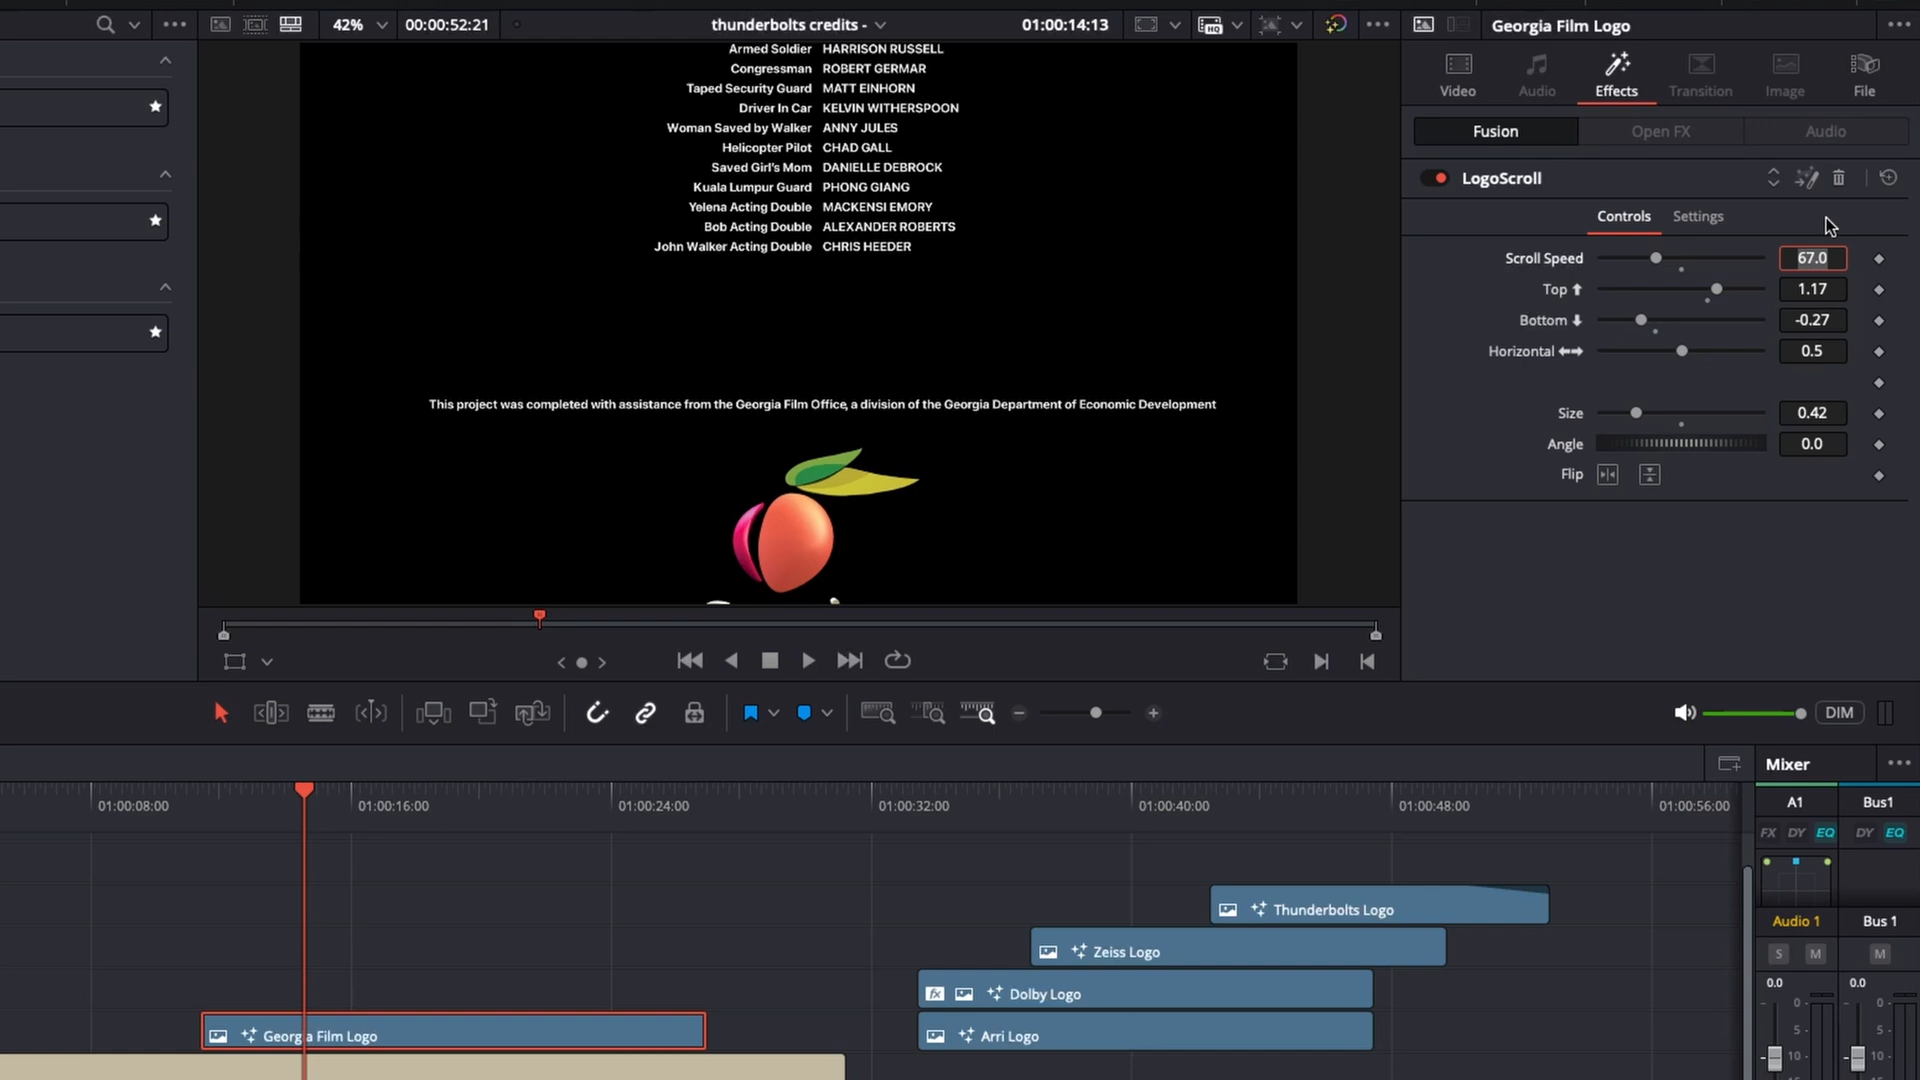 42%
00:00:52:21
thunderbolts credits -
01:00:14:13
HQ
Georgia Film Logo
Armed Soldier HARRISON RUSSELL
Congressman ROBERT GERMAR
Taped Security Guard MATT EINHORN
Driver In Car KELVIN WITHERSPOON
Woman Saved by Walker ANNY JULES
Helicopter Pilot CHAD GALL
Saved Girl's Mom DANIELLE DEBROCK
Kuala Lumpur Guard PHONG GIANG
Yelena Acting Double MACKENSI EMORY
Bob Acting Double ALEXANDER ROBERTS
John Walker Acting Double CHRIS HEEDER
This project was completed with assistance from the Georgia Film Office, a division of the Georgia Department of Economic Development
Video Audio Effects Transition Image File
Fusion Open FX Audio
LogoScroll
Controls Settings
Scroll Speed 67.0
Top 1.17
Bottom -0.27
Horizontal 0.5
Size 0.42
Angle 0.0
Flip
DIM
Mixer
01:00:08:00 01:00:16:00 01:00:24:00 01:00:32:00 01:00:40:00 01:00:48:00 01:00:56:00
A1 Bus1
FX DY EQ DY EQ
Thunderbolts Logo
Zeiss Logo
fx Dolby Logo
Georgia Film Logo
Arri Logo
Audio 1 Bus 1
S M M
0.0 0.0
0 0
5 5
10 10